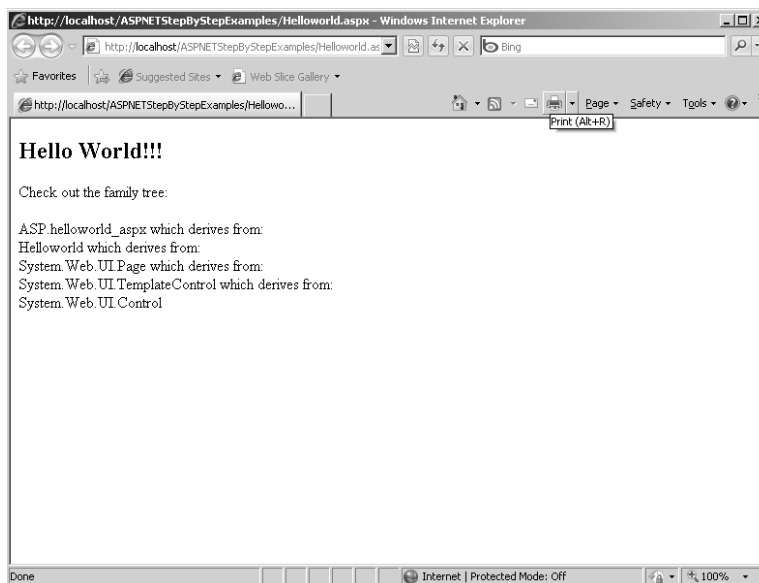 http://localhost/ASPNETStepByStepExamples/Helloworld.aspx - Windows Internet Explorer
http://localhost/ASPNETStepByStepExamples/Helloworld.as
Bing
Favorites
Suggested Sites
Web Slice Gallery
http://localhost/ASPNETStepByStepExamples/Hellowo...
Page
Safety
Tools
Print (Alt+R)
Hello World!!!
Check out the family tree:
ASP.helloworld_aspx which derives from:
Helloworld which derives from:
System.Web.UI.Page which derives from:
System.Web.UI.TemplateControl which derives from:
System.Web.UI.Control
Done
Internet | Protected Mode: Off
100%